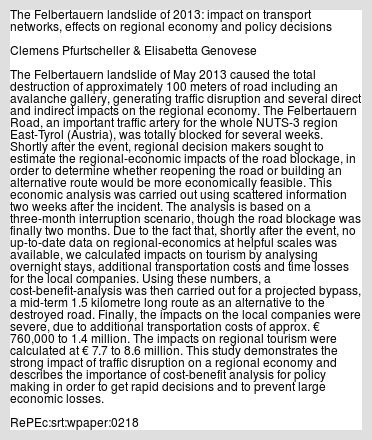 The Felbertauern landslide of 2013: impact on transport
networks, effects on regional economy and policy decisions
Clemens Pfurtscheller & Elisabetta Genovese
The Felbertauern landslide of May 2013 caused the total
destruction of approximately 100 meters of road including an
avalanche gallery, generating traffic disruption and several direct
and indirect impacts on the regional economy. The Felbertauern
Road, an important traffic artery for the whole NUTS-3 region
East-Tyrol (Austria), was totally blocked for several weeks.
Shortly after the event, regional decision makers sought to
estimate the regional-economic impacts of the road blockage, in
order to determine whether reopening the road or building an
alternative route would be more economically feasible. This
economic analysis was carried out using scattered information
two weeks after the incident. The analysis is based on a
three-month interruption scenario, though the road blockage was
finally two months. Due to the fact that, shortly after the event, no
up-to-date data on regional-economics at helpful scales was
available, we calculated impacts on tourism by analysing
overnight stays, additional transportation costs and time losses
for the local companies. Using these numbers, a
cost-benefit-analysis was then carried out for a projected bypass,
a mid-term 1.5 kilometre long route as an alternative to the
destroyed road. Finally, the impacts on the local companies were
severe, due to additional transportation costs of approx. €
760,000 to 1.4 million. The impacts on regional tourism were
calculated at € 7.7 to 8.6 million. This study demonstrates the
strong impact of traffic disruption on a regional economy and
describes the importance of cost-benefit analysis for policy
making in order to get rapid decisions and to prevent large
economic losses.
RePEc:srt:wpaper:0218